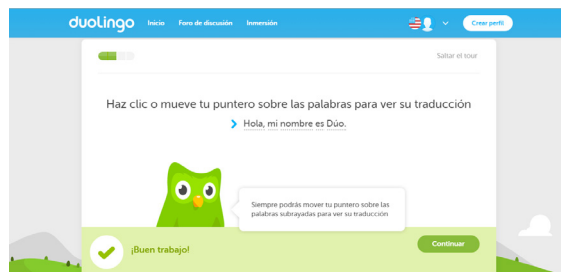 duolingo Inicio Foro de discusión Inmersión Crear perfil
Saltar el tour
Haz clic o mueve tu puntero sobre las palabras para ver su traducción
Hola, mi nombre es Dúo.
Siempre podrás mover tu puntero sobre las
palabras subrayadas para ver su traducción
¡Buen trabajo!
Continuar